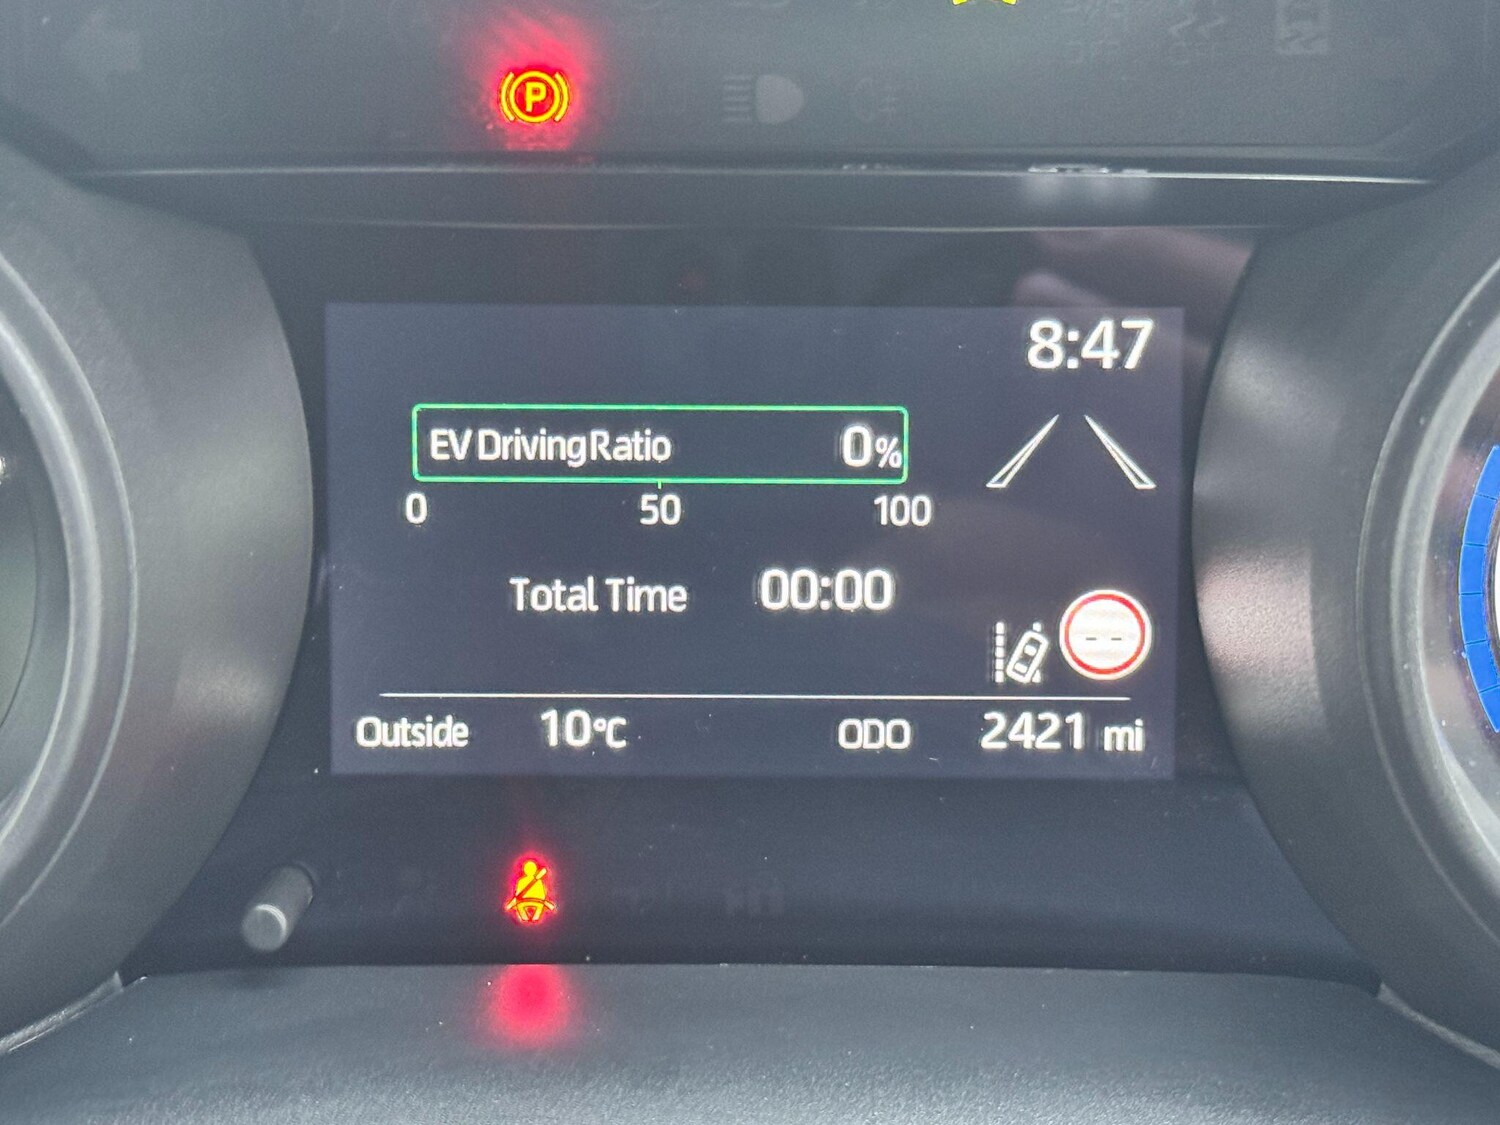 P
8:47
EV Driving Ratio 0%
0 50 100
Total Time 00:00
--
Outside 10°C ODO 2421 mi